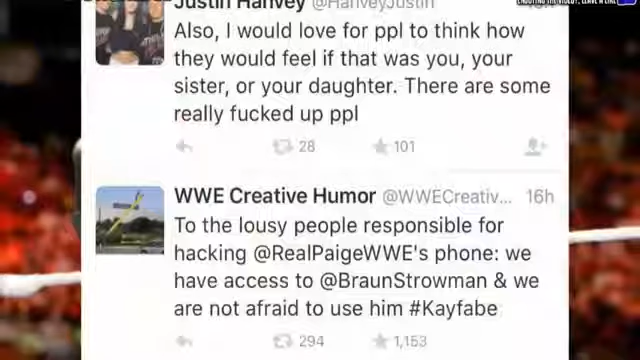 Justin Hanvey @HanveyJustin
Also, I would love for ppl to think how
they would feel if that was you, your
sister, or your daughter. There are some
really fucked up ppl
28
101
WWE Creative Humor @WWECreativ... 16h
To the lousy people responsible for
hacking @RealPaigeWWE's phone: we
have access to @BraunStrowman & we
are not afraid to use him #Kayfabe
294
1,153